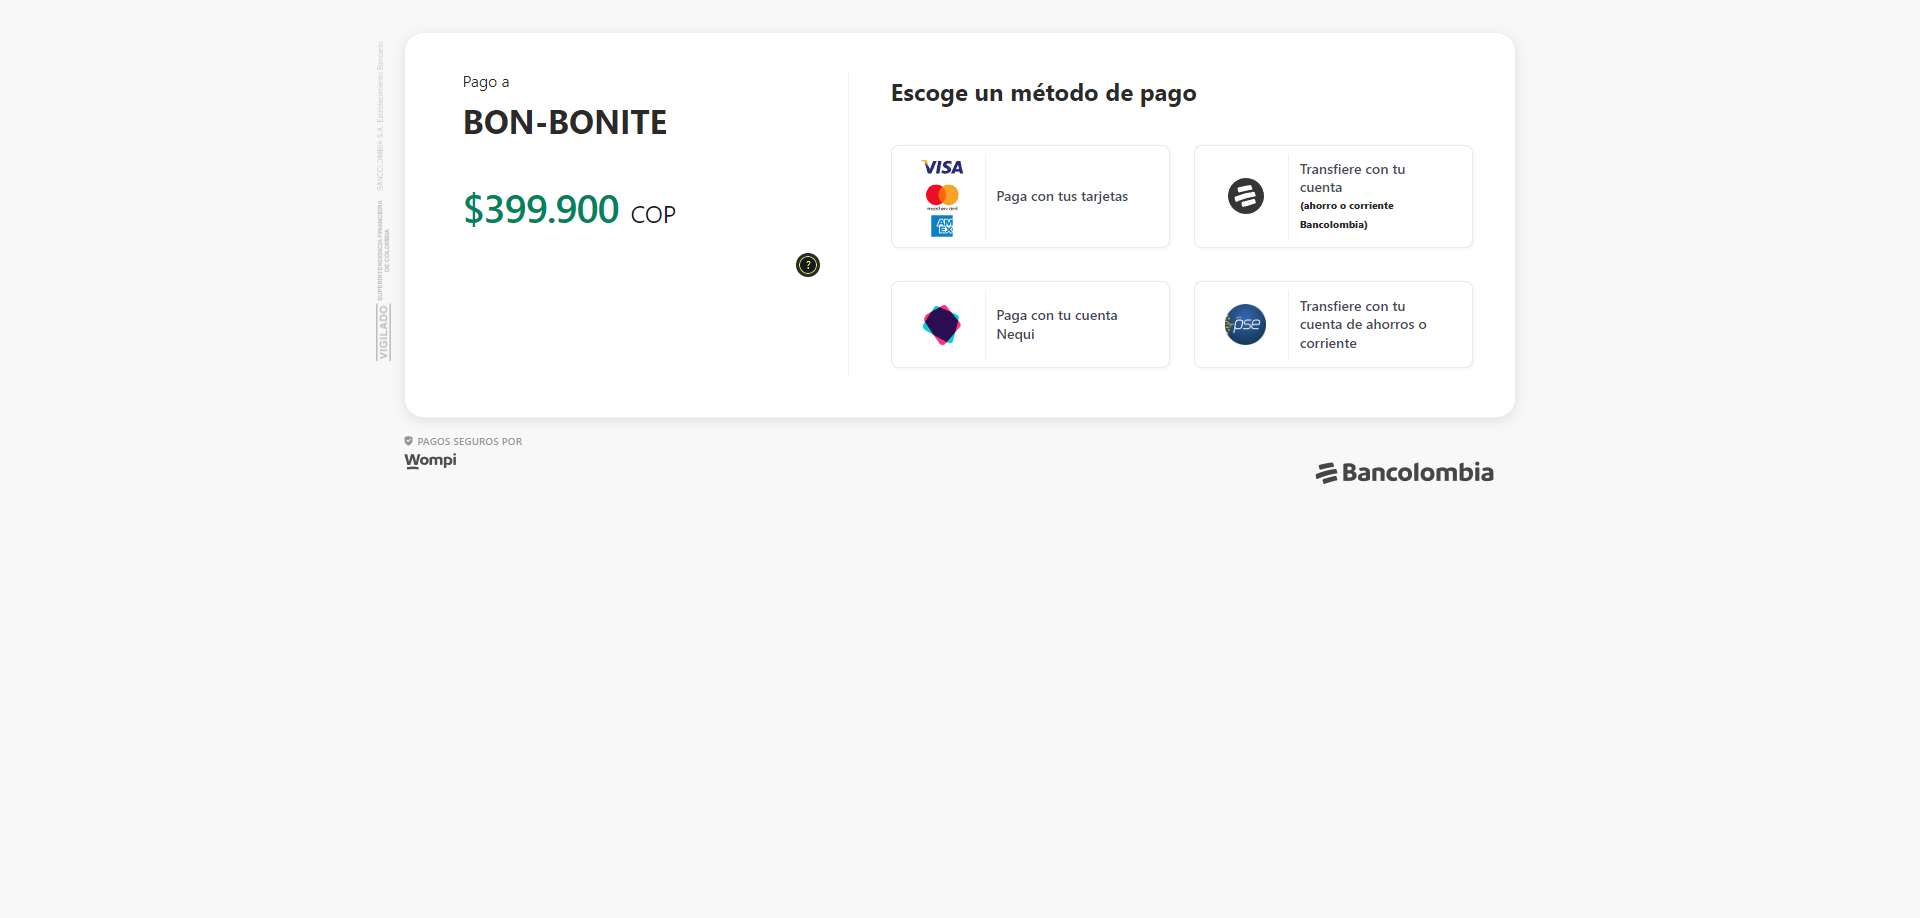 BANCOLOMBIA S.A. Establecimiento Bancario.
SUPERINTENDENCIA FINANCIERA
DE COLOMBIA
VIGILADO
Pago a
BON-BONITE
$399.900 COP
?
Escoge un método de pago
VISA
mastercard
AM
EX
Paga con tus tarjetas
Transfiere con tu
cuenta
(ahorro o corriente
Bancolombia)
Paga con tu cuenta
Nequi
pse
Transfiere con tu
cuenta de ahorros o
corriente
PAGOS SEGUROS POR
Wompi
Bancolombia